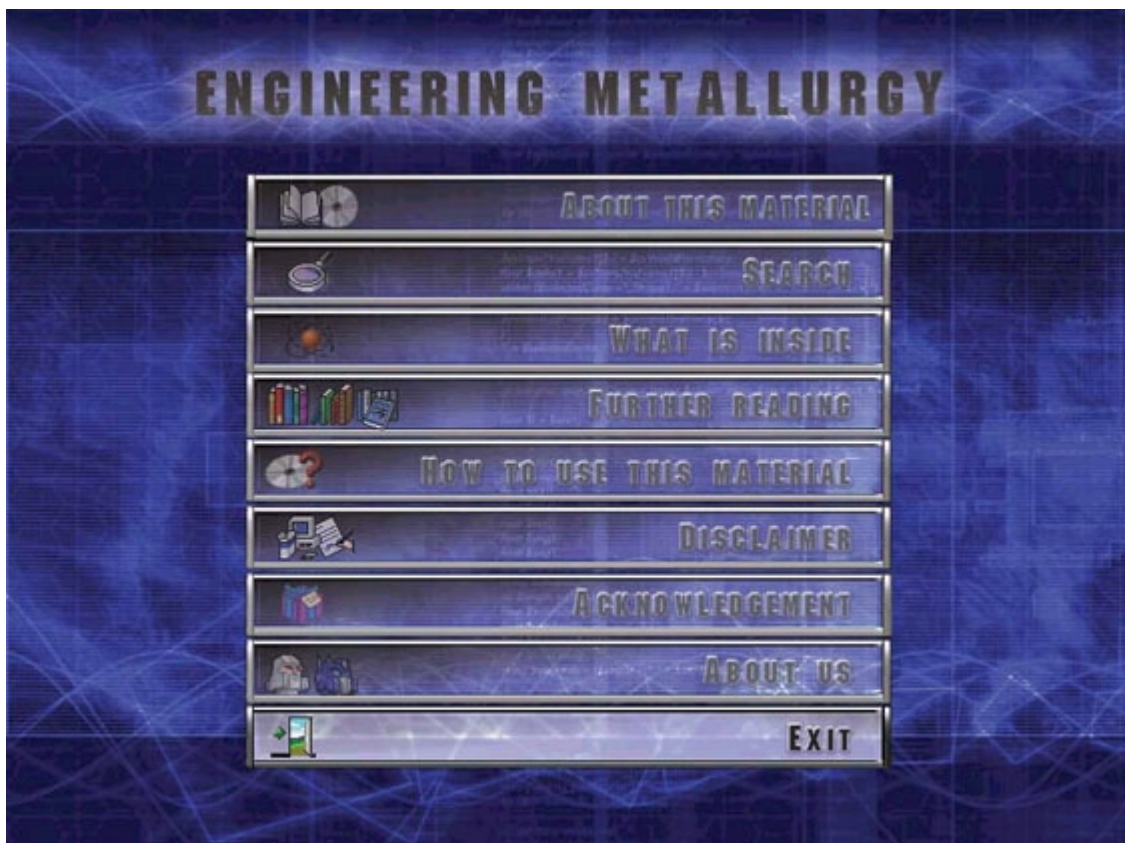 ENGINEERING METALLURGY
ABOUT THIS MATERIAL
SEARCH
WHAT IS INSIDE
FURTHER READING
HOW TO USE THIS MATERIAL
DISCLAIMER
ACKNOWLEDGEMENT
ABOUT US
EXIT